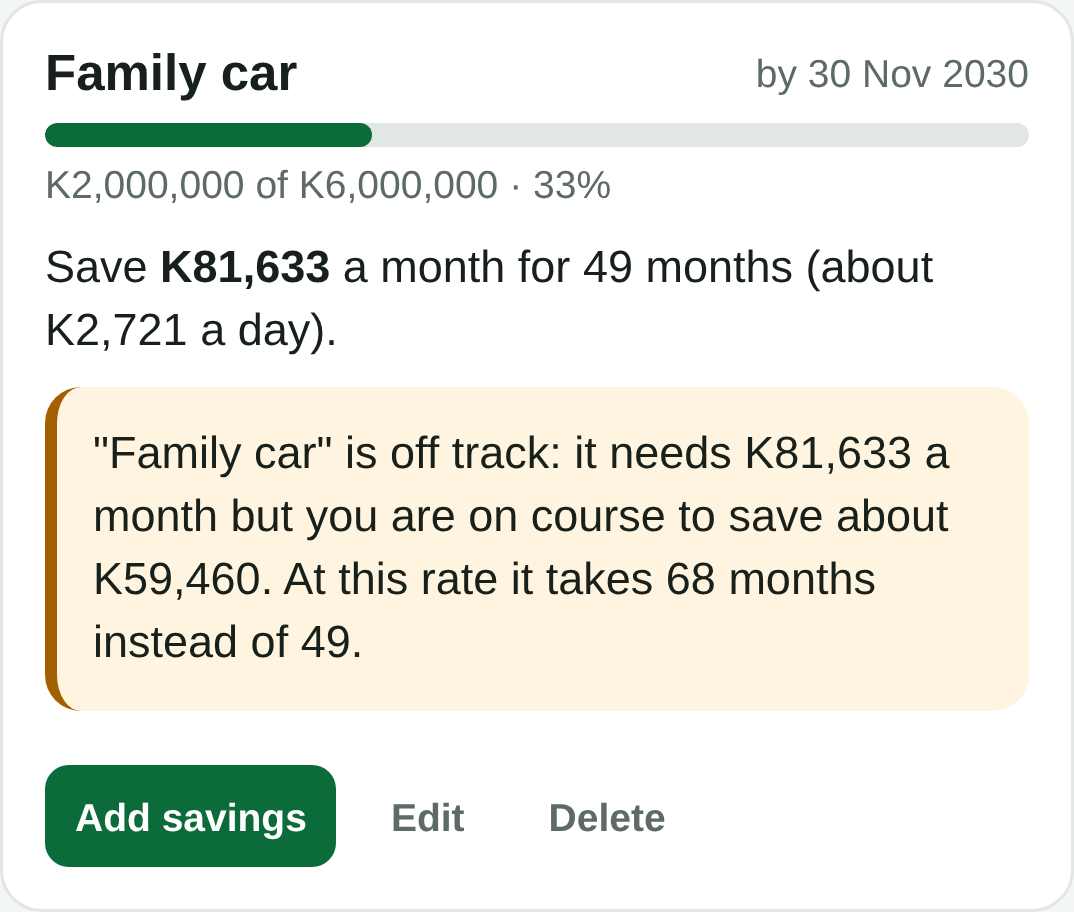 Family car
by 30 Nov 2030
K2,000,000 of K6,000,000 · 33%
Save K81,633 a month for 49 months (about
K2,721 a day).
"Family car" is off track: it needs K81,633 a
month but you are on course to save about
K59,460. At this rate it takes 68 months
instead of 49.
Add savings
Edit
Delete